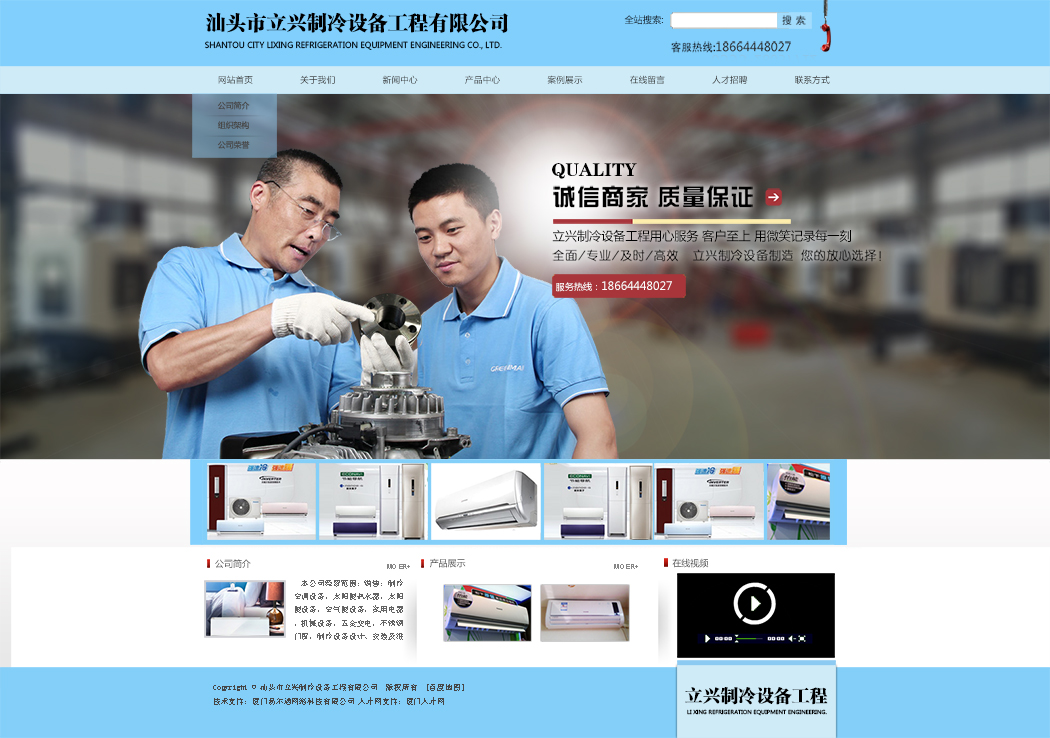 汕头市立兴制冷设备工程有限公司
SHANTOU CITY LIXING REFRIGERATION EQUIPMENT ENGINEERING CO., LTD.
全站搜索:
搜 索
客服热线:18664448027
网站首页 关于我们 新闻中心 产品中心 案例展示 在线留言 人才招聘 联系方式
公司简介
组织架构
公司荣誉
QUALITY
诚信商家 质量保证
立兴制冷设备工程用心服务 客户至上 用微笑记录每一刻
全面/专业/及时/高效 立兴制冷设备制造 您的放心选择!
服务热线:18664448027
公司简介
MOER+
产品展示
MOER+
在线视频
本公司经营范围:销售:制冷
空调设备,太阳能热水器,太阳
能设备,空气能设备,家用电器
,机械设备,五金交电,不锈钢
门窗,制冷设备设计、安装及维
00:00 00:00
Copyright © 汕头市立兴制冷设备工程有限公司 版权所有 [百度地图]
技术支持:厦门易尔通网络科技有限公司 人才网支持:厦门人才网
立兴制冷设备工程
LIXING REFRIGERATION EQUIPMENT ENGINEERING.